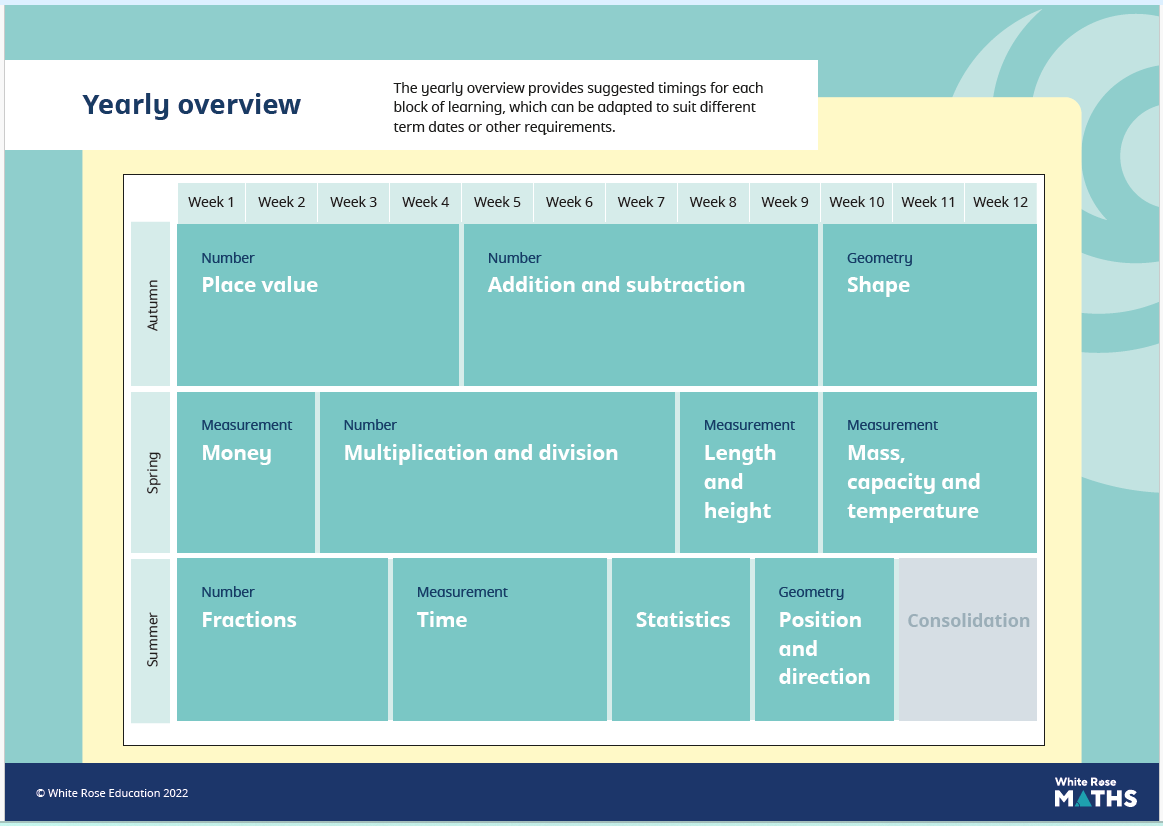 Yearly overview
The yearly overview provides suggested timings for each
block of learning, which can be adapted to suit different
term dates or other requirements.
Week 1 Week 2 Week 3 Week 4 Week 5 Week 6 Week 7 Week 8 Week 9 Week 10 Week 11 Week 12
Autumn
Number
Place value
Number
Addition and subtraction
Geometry
Shape
Spring
Measurement
Money
Number
Multiplication and division
Measurement
Length
and
height
Measurement
Mass,
capacity and
temperature
Summer
Number
Fractions
Measurement
Time
Statistics
Geometry
Position
and
direction
Consolidation
© White Rose Education 2022
White Rose
MATHS